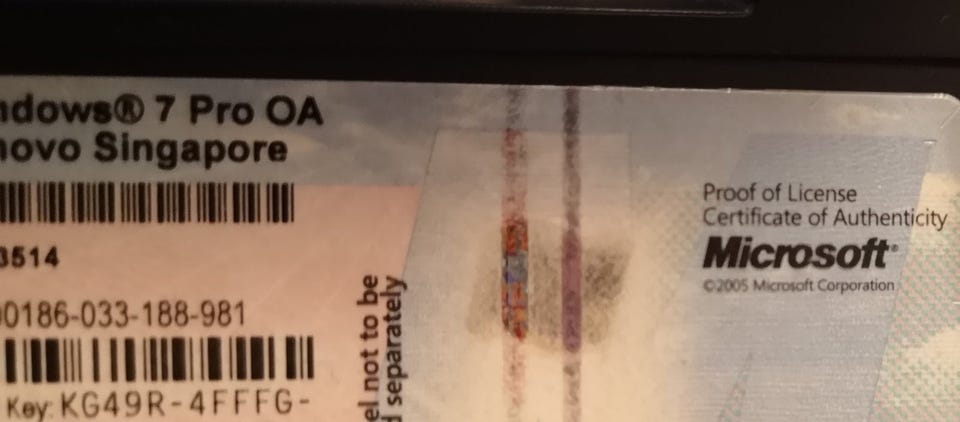 ndows® 7 Pro OA
novo Singapore
3514
00186-033-188-981
Key: KG49R-4FFFG-
el not to be
d separately
Proof of License
Certificate of Authenticity
Microsoft®
©2005 Microsoft Corporation